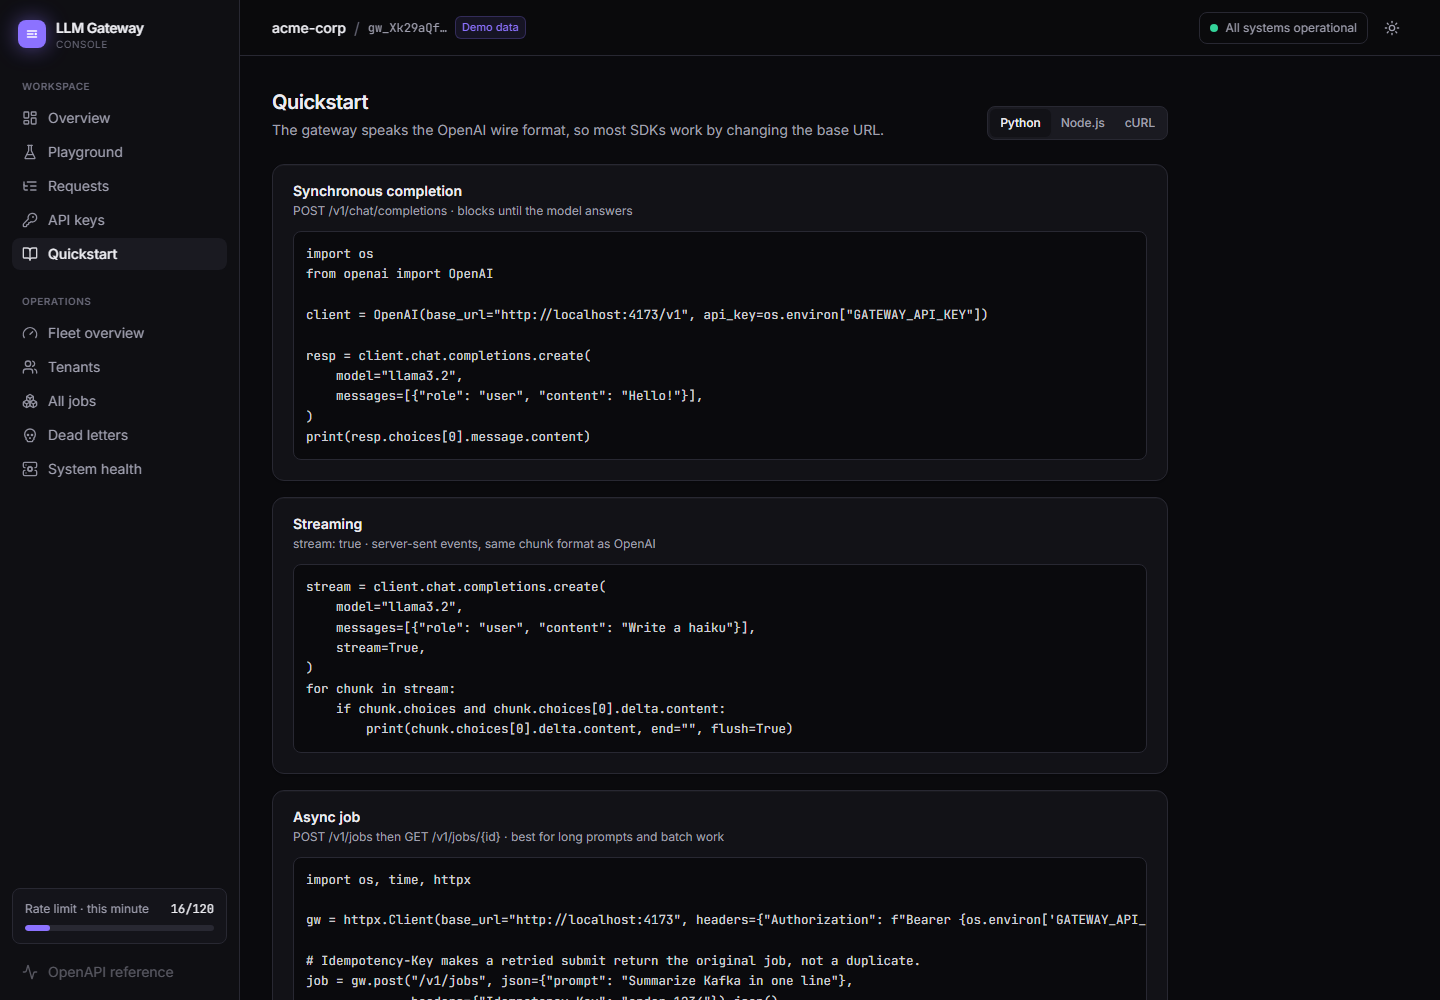 LLM Gateway
CONSOLE
WORKSPACE
Overview
Playground
Requests
API keys
Quickstart
OPERATIONS
Fleet overview
Tenants
All jobs
Dead letters
System health
Rate limit · this minute 16/120
OpenAPI reference
acme-corp / gw_Xk29aQf… Demo data
All systems operational
Quickstart
The gateway speaks the OpenAI wire format, so most SDKs work by changing the base URL.
Python Node.js cURL
Synchronous completion
POST /v1/chat/completions · blocks until the model answers
import os
from openai import OpenAI
client = OpenAI(base_url="http://localhost:4173/v1", api_key=os.environ["GATEWAY_API_KEY"])
resp = client.chat.completions.create(
    model="llama3.2",
    messages=[{"role": "user", "content": "Hello!"}],
)
print(resp.choices[0].message.content)
Streaming
stream: true · server-sent events, same chunk format as OpenAI
stream = client.chat.completions.create(
    model="llama3.2",
    messages=[{"role": "user", "content": "Write a haiku"}],
    stream=True,
)
for chunk in stream:
    if chunk.choices and chunk.choices[0].delta.content:
        print(chunk.choices[0].delta.content, end="", flush=True)
Async job
POST /v1/jobs then GET /v1/jobs/{id} · best for long prompts and batch work
import os, time, httpx
gw = httpx.Client(base_url="http://localhost:4173", headers={"Authorization": f"Bearer {os.environ['GATEWAY_API_
# Idempotency-Key makes a retried submit return the original job, not a duplicate.
job = gw.post("/v1/jobs", json={"prompt": "Summarize Kafka in one line"},